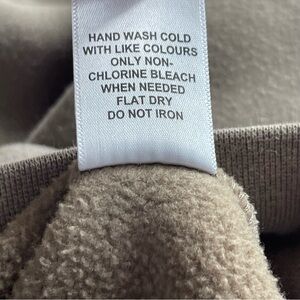 HAND WASH COLD
WITH LIKE COLOURS
ONLY NON-
CHLORINE BLEACH
WHEN NEEDED
FLAT DRY
DO NOT IRON